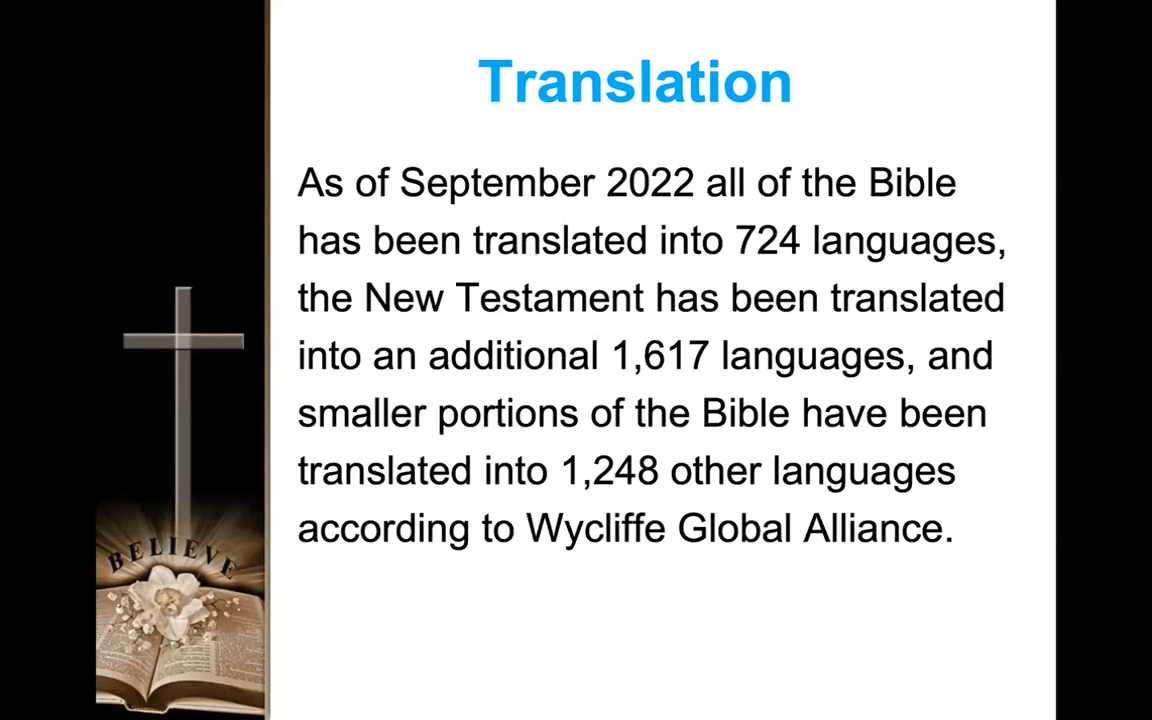 Translation
As of September 2022 all of the Bible
has been translated into 724 languages,
the New Testament has been translated
into an additional 1,617 languages, and
smaller portions of the Bible have been
translated into 1,248 other languages
according to Wycliffe Global Alliance.
BELIEVE